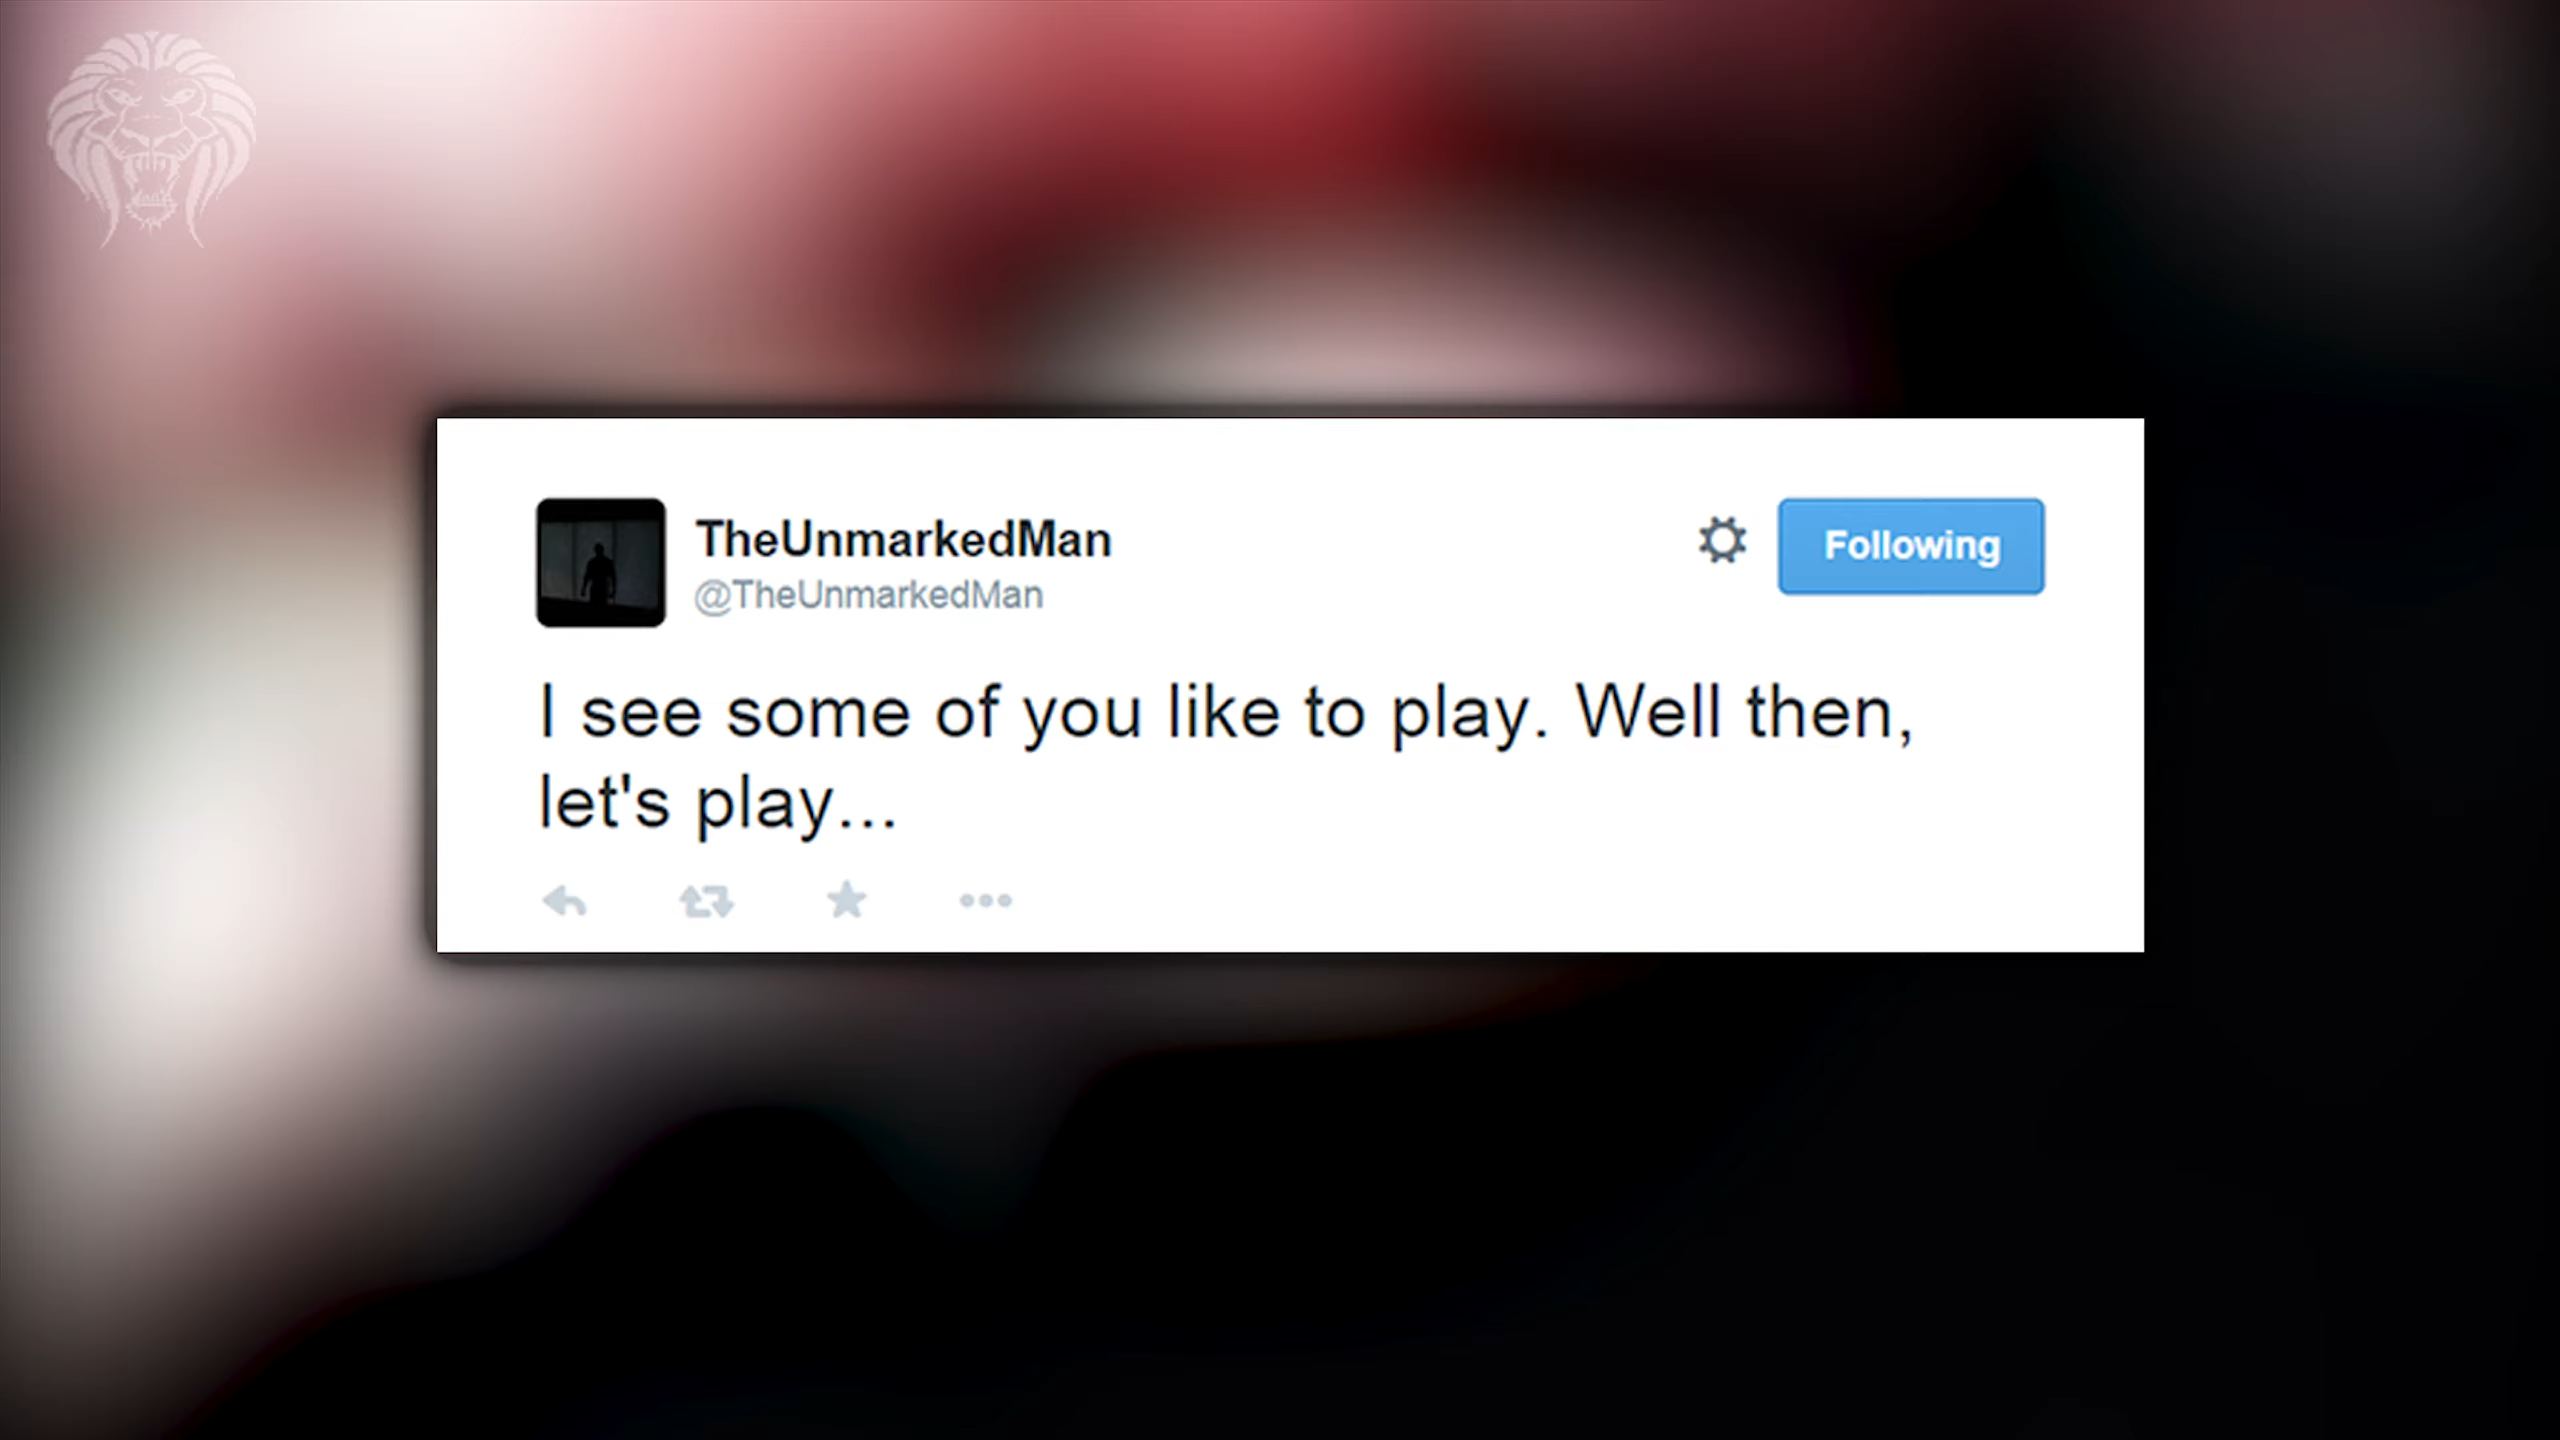 TheUnmarkedMan
@TheUnmarkedMan
Following
I see some of you like to play. Well then,
let's play...